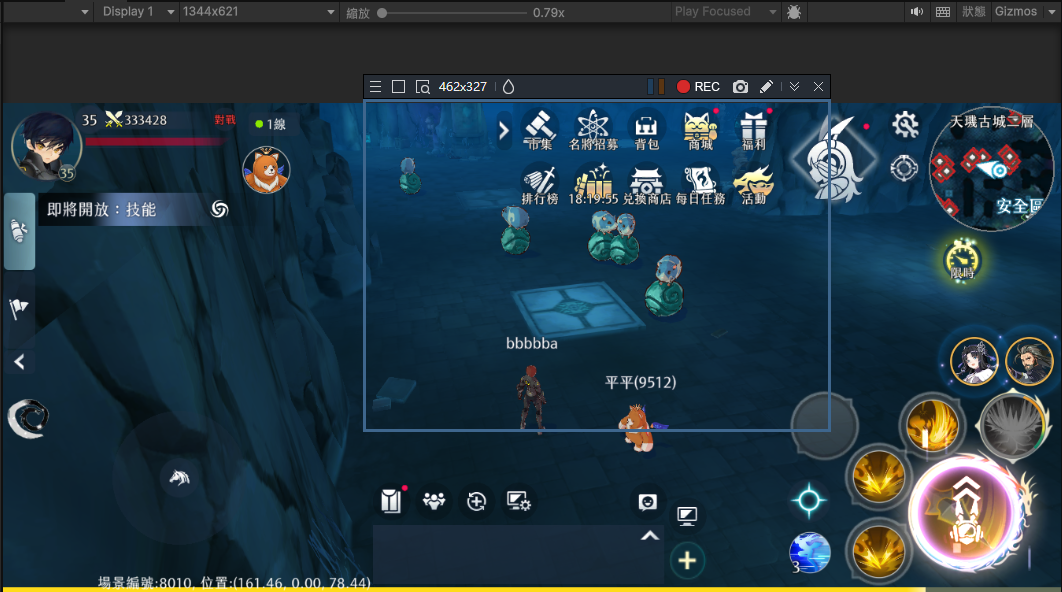 Display 1
1344x621
縮放
0.79x
Play Focused
狀態
Gizmos
462x327
REC
35
333428
對戰
1線
35
即將開放：技能
市集
名將招募
背包
商城
福利
排行榜
18:19:55
兌換商店
每日任務
活動
天璣古城二層
安全區
限時
bbbbba
平平(9512)
3
場景編號:8010, 位置:(161.46, 0.00, 78.44)